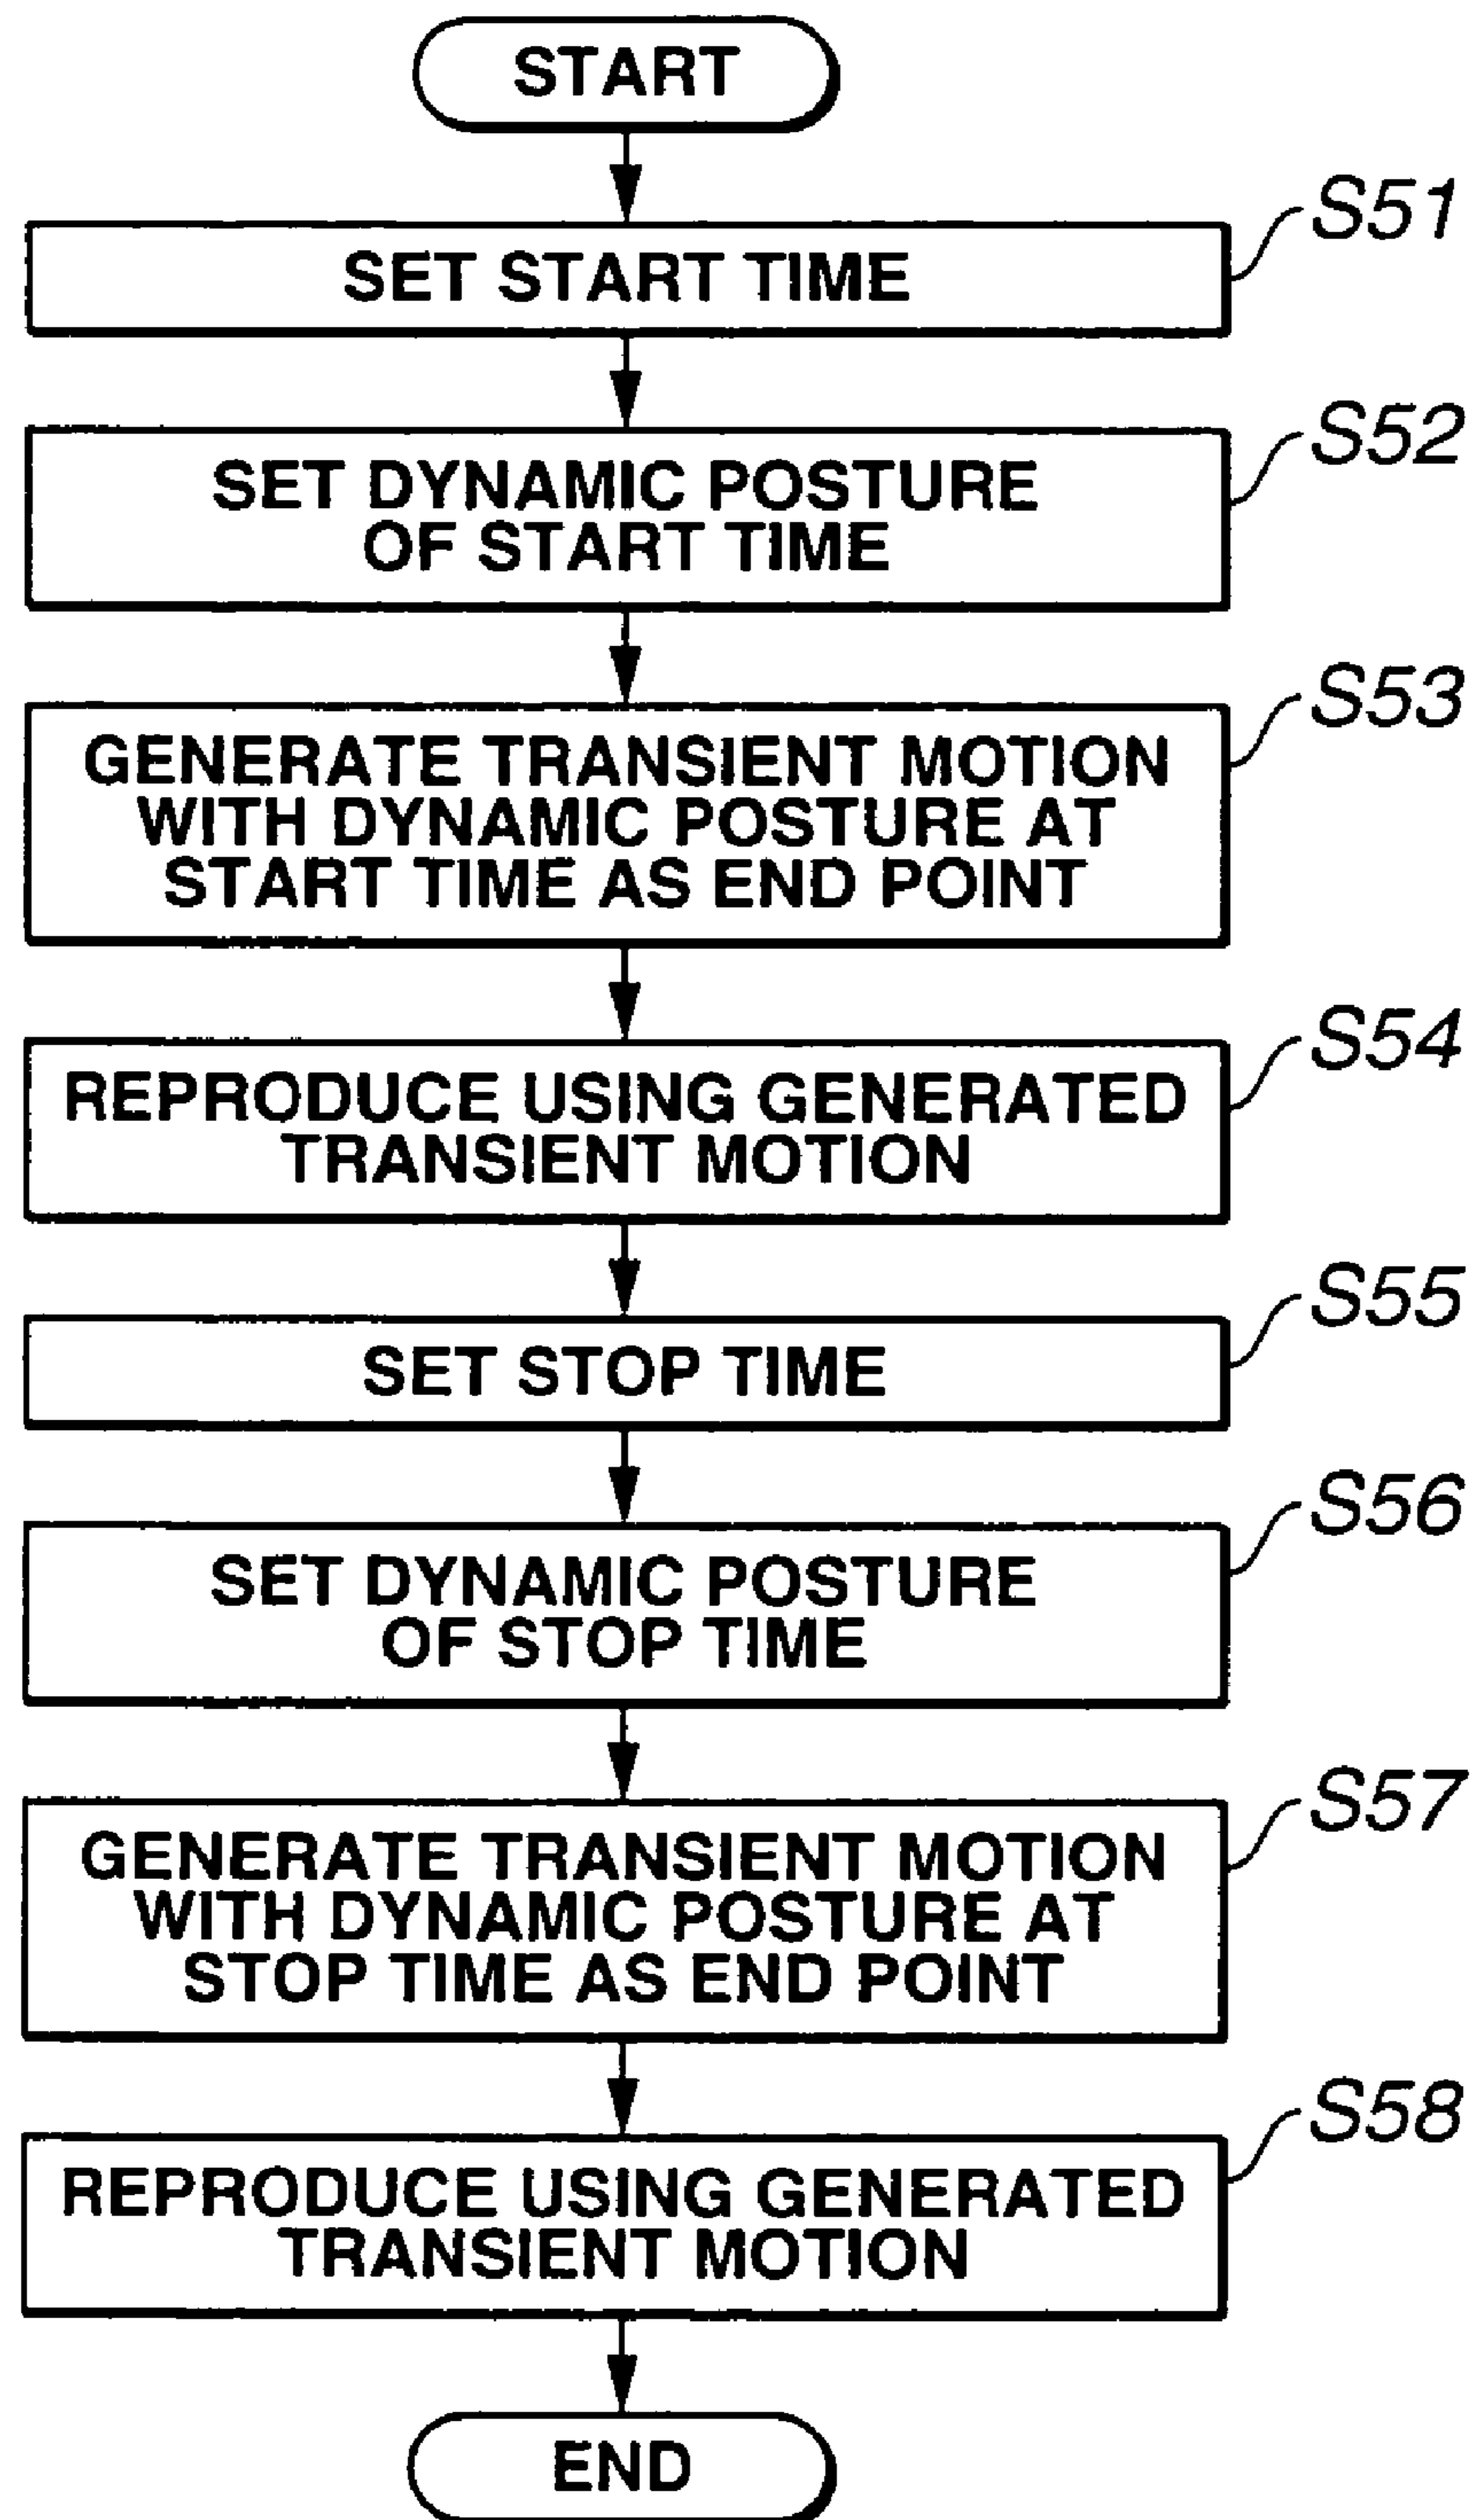 START
S51
SET START TIME
S52
SET DYNAMIC POSTURE
OF START TIME
S53
GENERATE TRANSIENT MOTION
WITH DYNAMIC POSTURE AT
START TIME AS END POINT
S54
REPRODUCE USING GENERATED
TRANSIENT MOTION
S55
SET STOP TIME
S56
SET DYNAMIC POSTURE
OF STOP TIME
S57
GENERATE TRANSIENT MOTION
WITH DYNAMIC POSTURE AT
STOP TIME AS END POINT
S58
REPRODUCE USING GENERATED
TRANSIENT MOTION
END